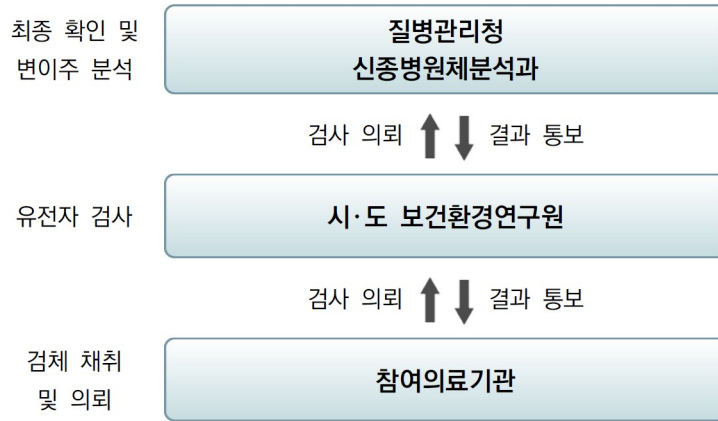 최종 확인 및
변이주 분석
질병관리청
신종병원체분석과
검사 의뢰
결과 통보
유전자 검사
시·도 보건환경연구원
검사 의뢰
결과 통보
검체 채취
및 의뢰
참여의료기관